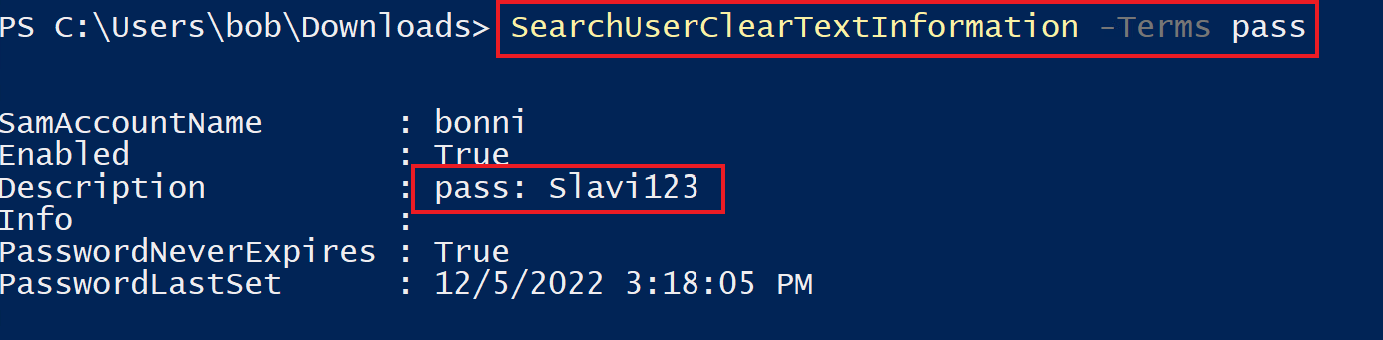 PS C:\Users\bob\Downloads> SearchUserClearTextInformation -Terms pass
SamAccountName       : bonni
Enabled              : True
Description          : pass: Slavi123
Info                 :
PasswordNeverExpires : True
PasswordLastSet      : 12/5/2022 3:18:05 PM